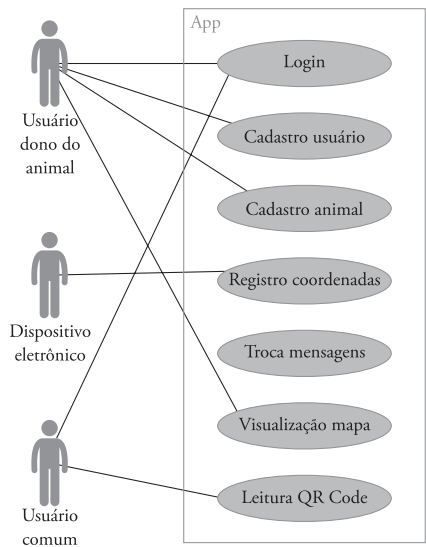 App
Login
Usuário
dono do
animal
Cadastro usuário
Cadastro animal
Registro coordenadas
Dispositivo
eletrônico
Troca mensagens
Visualização mapa
Leitura QR Code
Usuário
comum